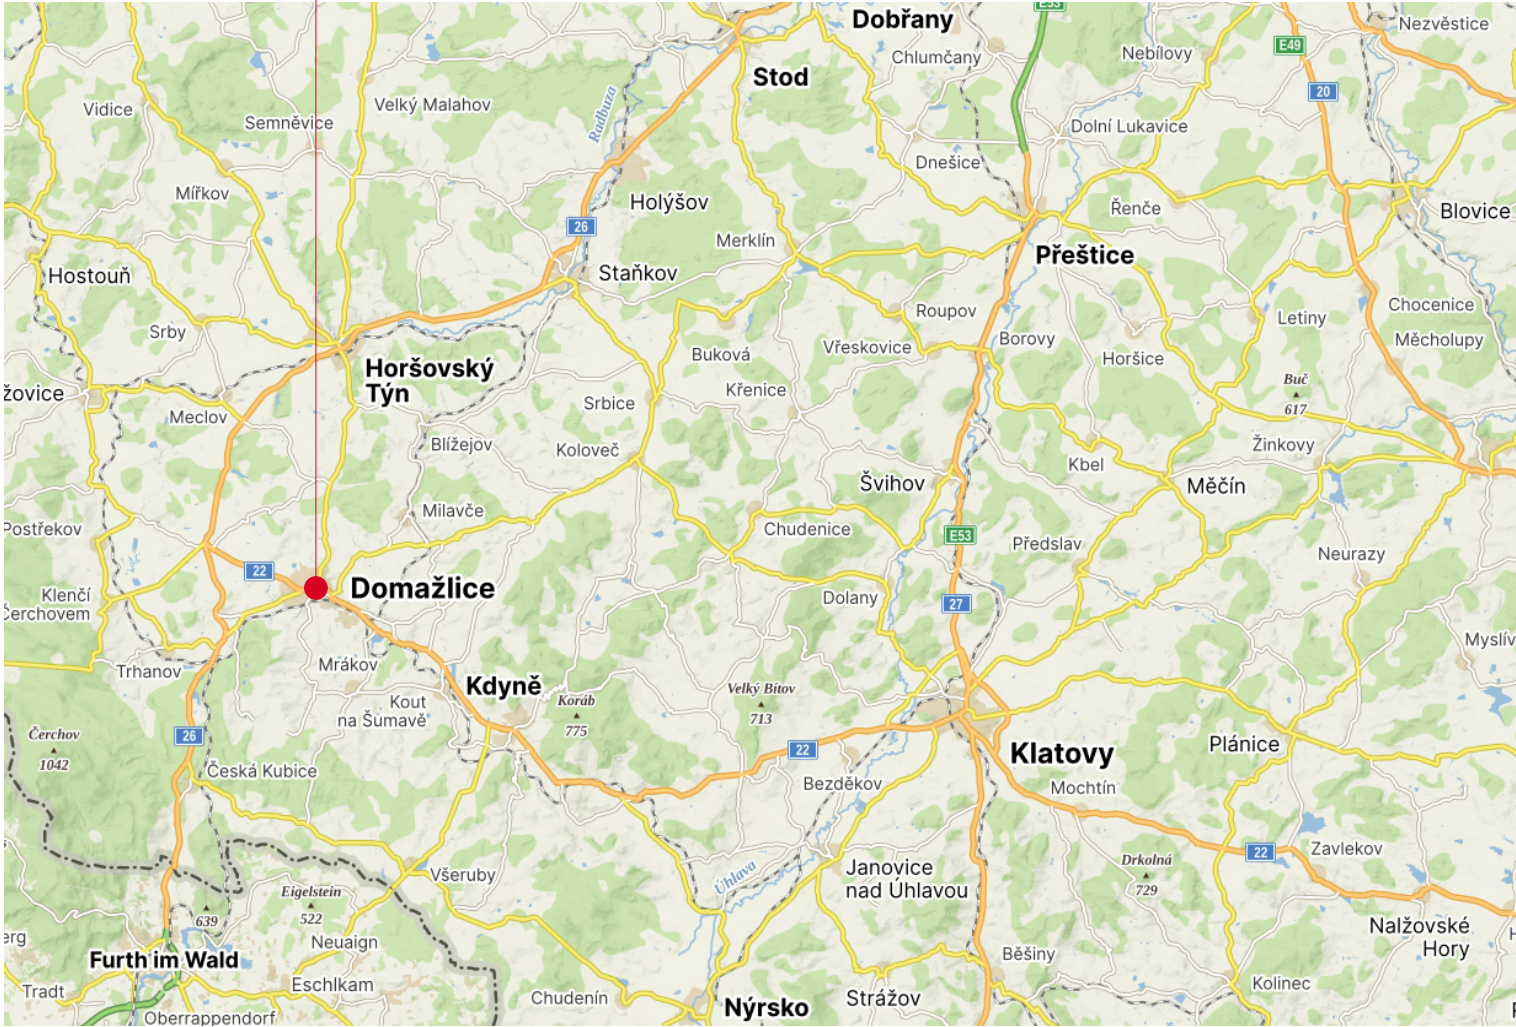 E53
Dobřany
Nezvěstice
Chlumčany
Nebílovy
E49
Stod
20
Vidice
Velký Malahov
Semněvice
Radbuza
Dolní Lukavice
Dnešice
Mířkov
Holýšov
Řenče
Blovice
26
Merklín
Přeštice
Hostouň
Staňkov
Chocenice
Roupov
Letiny
Srby
Borovy
Měcholupy
Vřeskovice
Buková
Horšice
Horšovský
Týn
Buč
617
žovice
Křenice
Srbice
Meclov
Blížejov
Koloveč
Žinkovy
Kbel
Švihov
Měčín
Milavče
Postřekov
Chudenice
E53
Předslav
Neurazy
22
Domažlice
Klenčí
Čerchovem
Dolany
27
Myslív
Trhanov
Mrákov
Kdyně
Kout
na Šumavě
Koráb
775
Velký Bítov
713
Čerchov
1042
26
22
Klatovy
Plánice
Česká Kubice
Bezděkov
Mochtín
22
Zavlekov
Drkolná
729
Všeruby
Úhlava
Janovice
nad Úhlavou
Eigelstein
522
639
Nalžovské
Hory
erg
Neuaign
Furth im Wald
Běšiny
Eschlkam
Tradt
Chudenín
Nýrsko
Strážov
Kolinec
Oberrappendorf